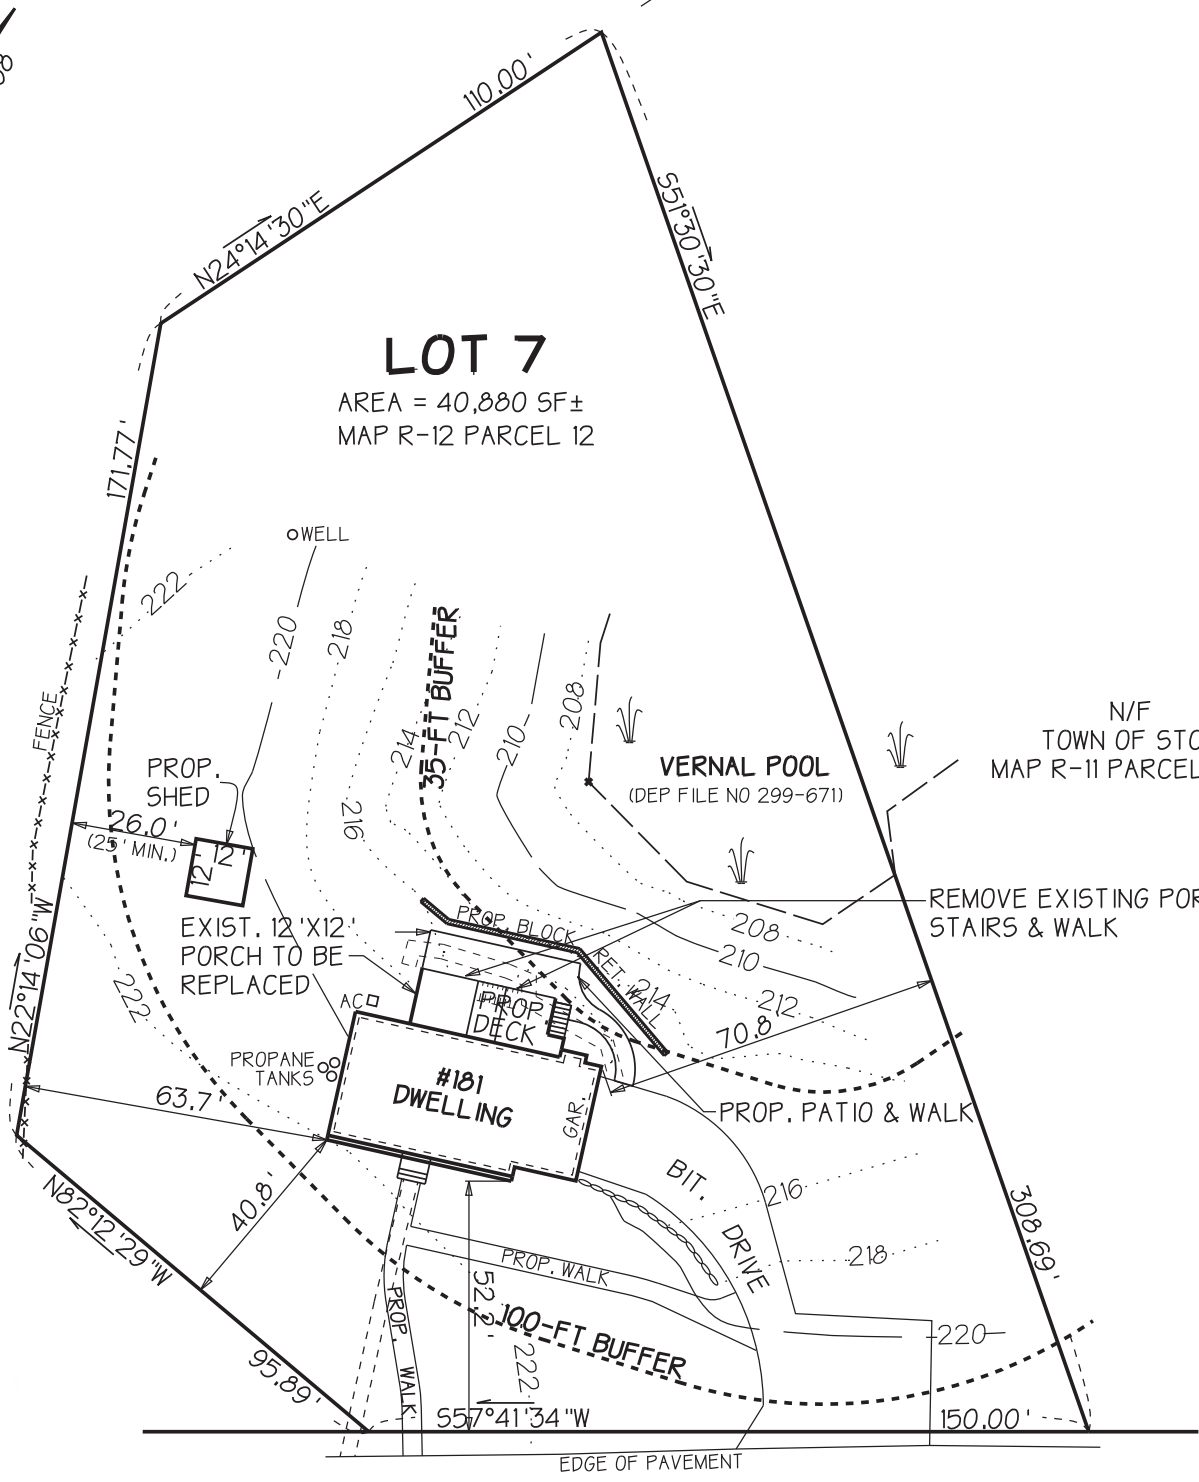 110.00'
N24°14'30"E
S51°30'30"E
LOT 7
AREA = 40,880 SF±
MAP R-12 PARCEL 12
171.77'
WELL
222
220
218
35-FT BUFFER
214
212
210
208
216
FENCE
N/F
TOWN OF STO
MAP R-11 PARCEL
VERNAL POOL
(DEP FILE NO 299-671)
PROP.
SHED
26.0'
(25' MIN.)
12'
12'
REMOVE EXISTING POR
STAIRS & WALK
PROP. BLOCK
RET. WALL
208
210
212
214
EXIST. 12'X12'
PORCH TO BE
REPLACED
222
N22°14'06"W
AC
PROP
DECK
70.8'
PROPANE
TANKS
#181
DWELLING
GAR.
63.7'
PROP. PATIO & WALK
BIT.
DRIVE
216
218
220
308.69'
N82°12'29"W
40.8'
PROP. WALK
PROP. WALK
52.2'
100-FT BUFFER
222
95.89'
S57°41'34"W
150.00'
EDGE OF PAVEMENT